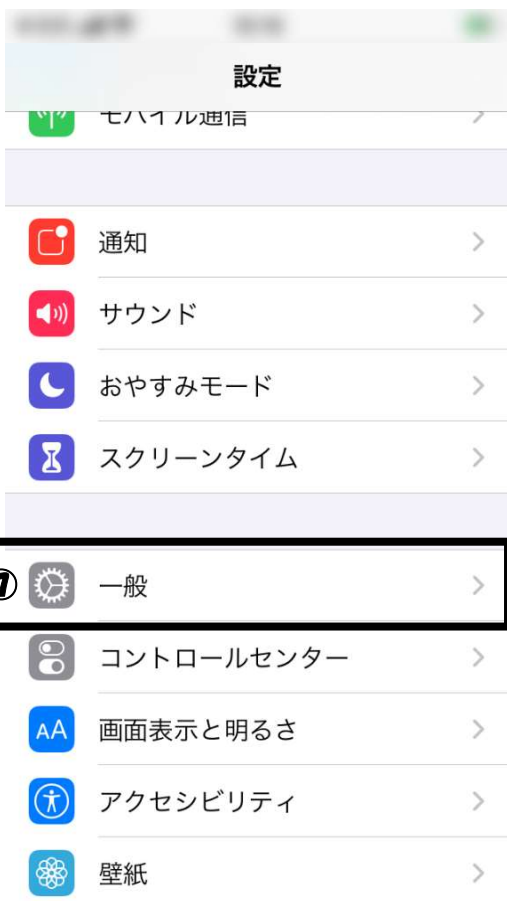 設定
モバイル通信
通知
サウンド
おやすみモード
スクリーンタイム
① 一般
コントロールセンター
AA 画面表示と明るさ
アクセシビリティ
壁紙